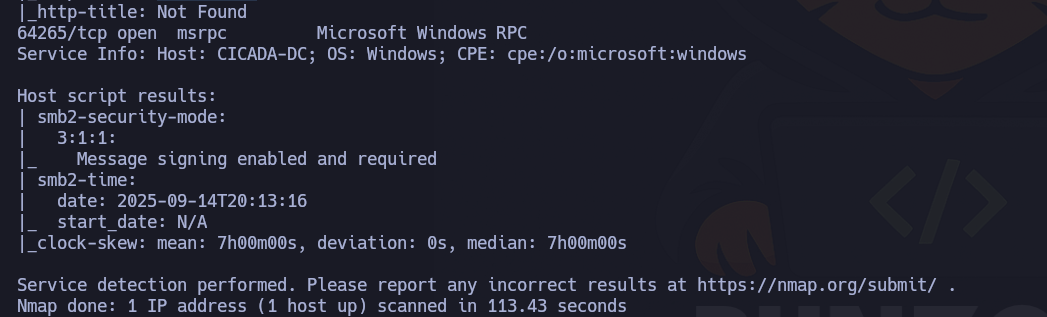 |_http-title: Not Found
64265/tcp open  msrpc         Microsoft Windows RPC
Service Info: Host: CICADA-DC; OS: Windows; CPE: cpe:/o:microsoft:windows

Host script results:
| smb2-security-mode:
|   3:1:1:
|_    Message signing enabled and required
| smb2-time:
|   date: 2025-09-14T20:13:16
|_  start_date: N/A
|_clock-skew: mean: 7h00m00s, deviation: 0s, median: 7h00m00s

Service detection performed. Please report any incorrect results at https://nmap.org/submit/ .
Nmap done: 1 IP address (1 host up) scanned in 113.43 seconds